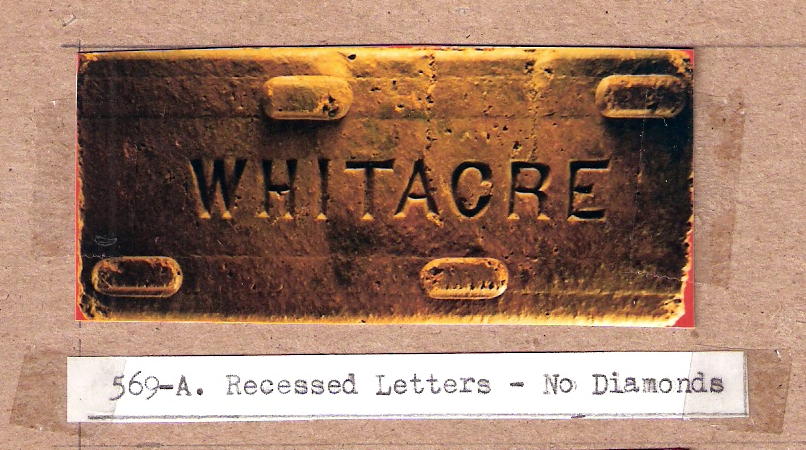 WHITACRE
569-A. Recessed Letters - No Diamonds